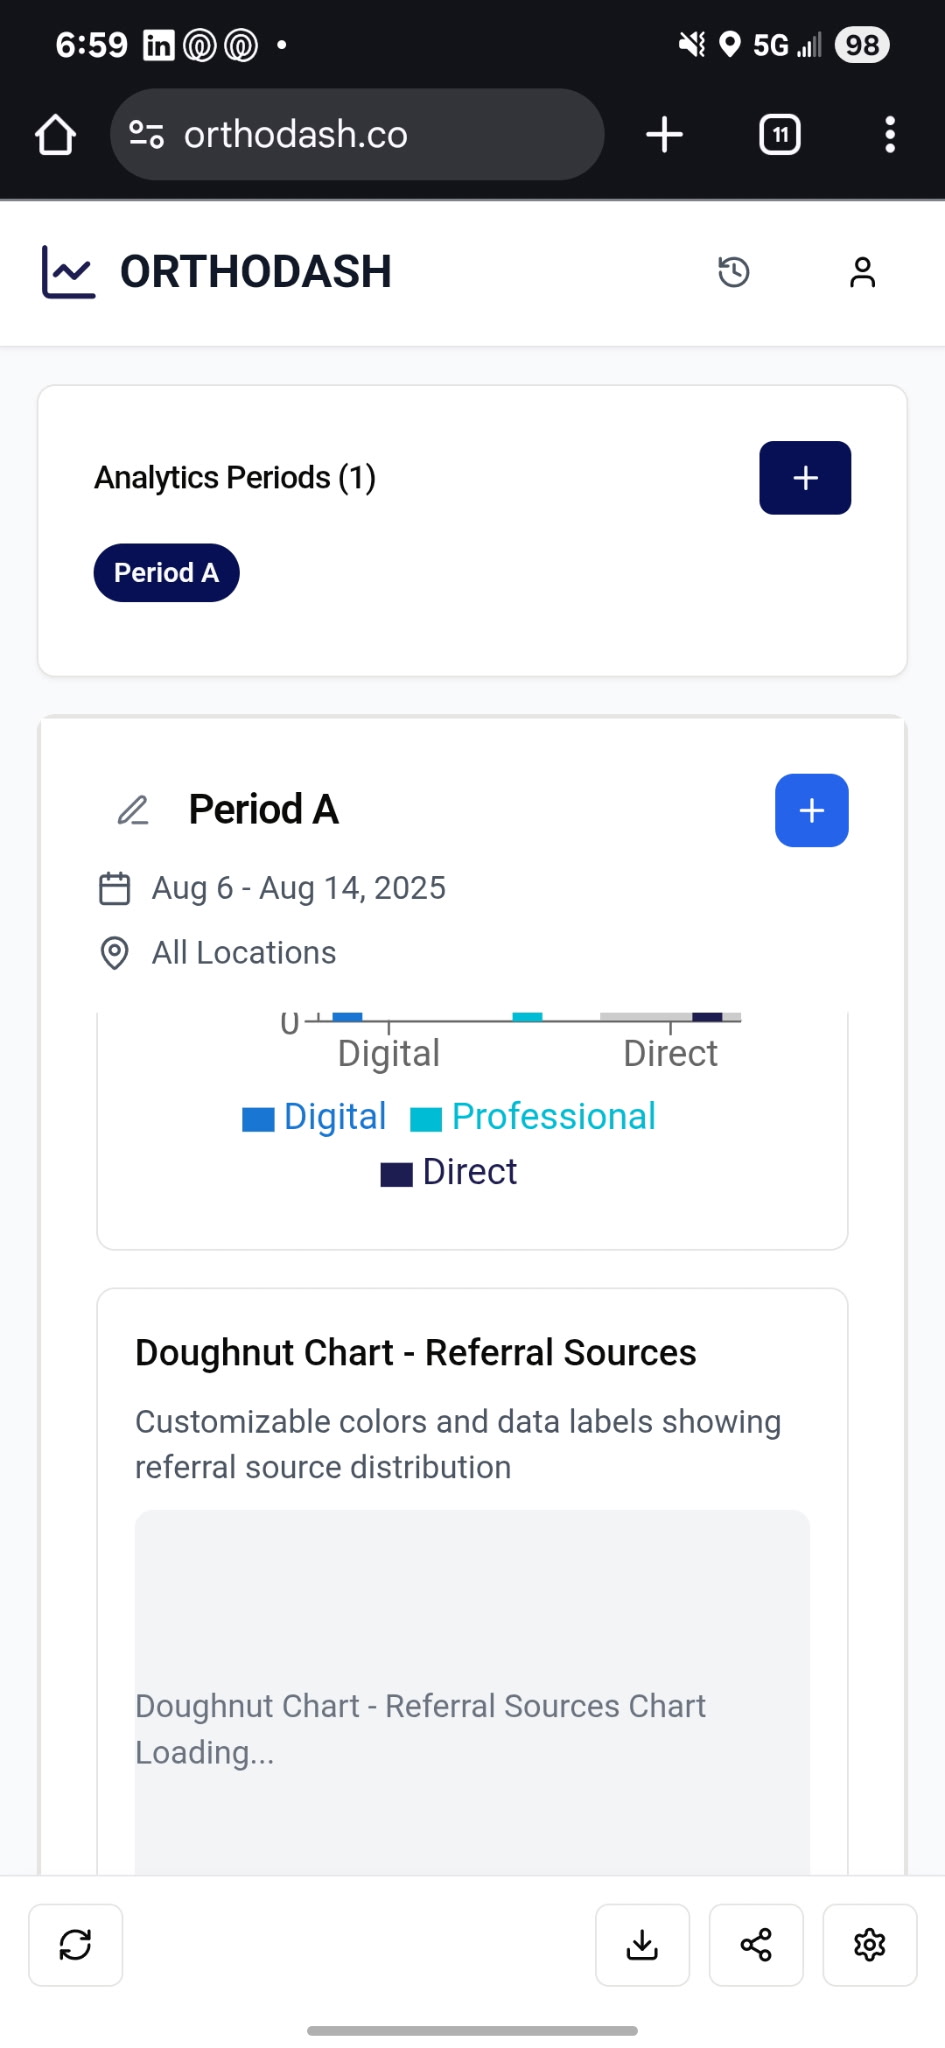 6:59
5G
98
orthodash.co
11
ORTHODASH
Analytics Periods (1)
Period A
Period A
Aug 6 - Aug 14, 2025
All Locations
0
Digital Direct
Digital Professional
Direct
Doughnut Chart - Referral Sources
Customizable colors and data labels showing
referral source distribution
Doughnut Chart - Referral Sources Chart
Loading...